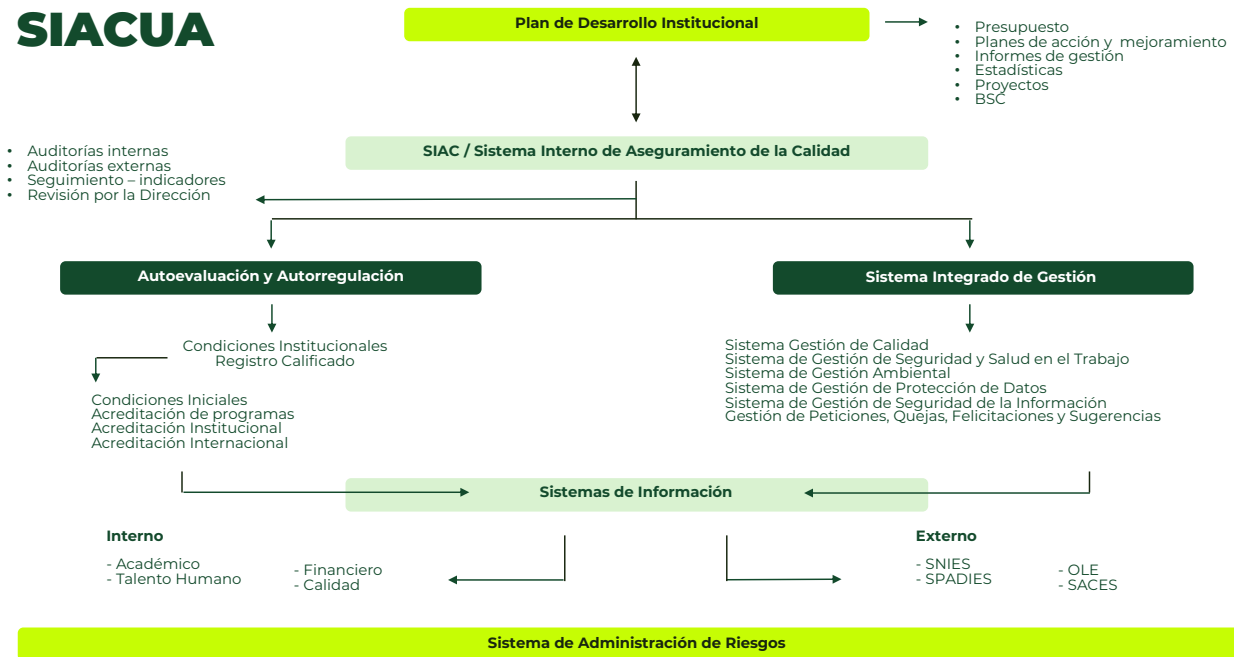 SIACUA
Plan de Desarrollo Institucional
• Presupuesto
• Planes de acción y mejoramiento
• Informes de gestión
• Estadísticas
• Proyectos
• BSC
SIAC / Sistema Interno de Aseguramiento de la Calidad
• Auditorías internas
• Auditorías externas
• Seguimiento – indicadores
• Revisión por la Dirección
Autoevaluación y Autorregulación
Condiciones Institucionales
Registro Calificado
Condiciones Iniciales
Acreditación de programas
Acreditación Institucional
Acreditación Internacional
Sistema Integrado de Gestión
Sistema Gestión de Calidad
Sistema de Gestión de Seguridad y Salud en el Trabajo
Sistema de Gestión Ambiental
Sistema de Gestión de Protección de Datos
Sistema de Gestión de Seguridad de la Información
Gestión de Peticiones, Quejas, Felicitaciones y Sugerencias
Sistemas de Información
Interno
- Académico
- Talento Humano
- Financiero
- Calidad
Externo
- SNIES
- SPADIES
- OLE
- SACES
Sistema de Administración de Riesgos